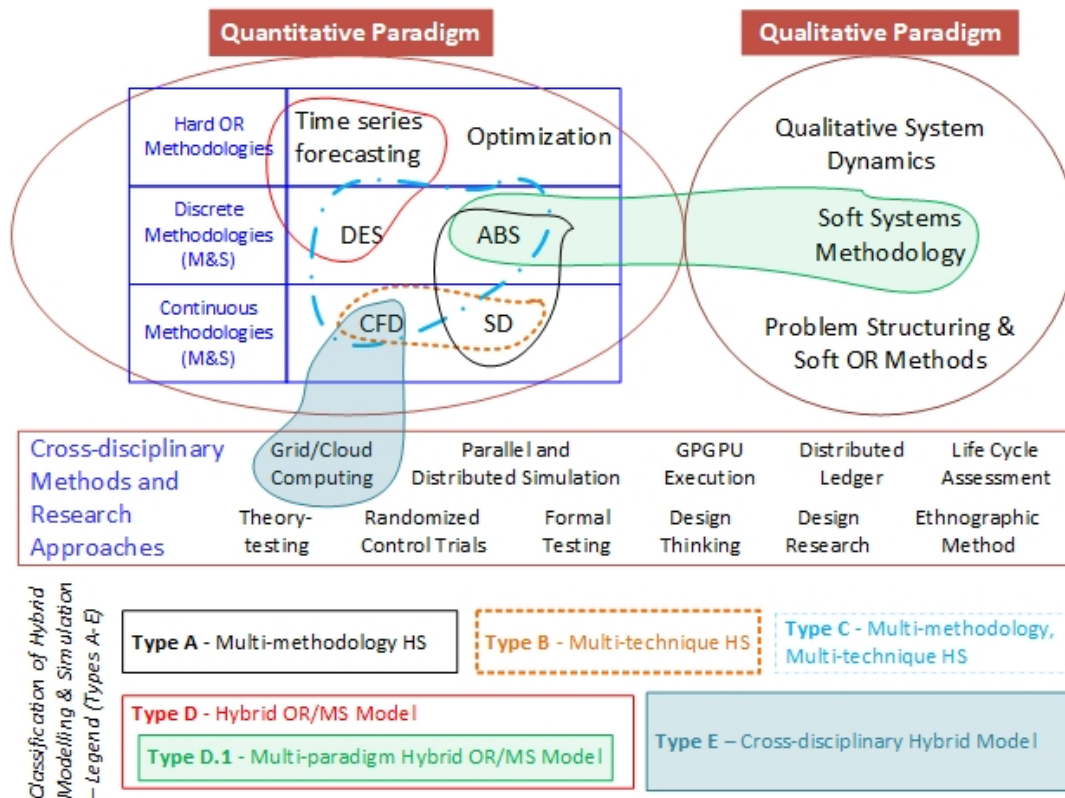 Quantitative Paradigm
Qualitative Paradigm
Hard OR
Methodologies
Time series
forecasting
Optimization
Discrete
Methodologies
(M&S)
DES
ABS
Continuous
Methodologies
(M&S)
CFD
SD
Qualitative System
Dynamics
Soft Systems
Methodology
Problem Structuring &
Soft OR Methods
Cross-disciplinary
Methods and
Research
Approaches
Grid/Cloud
Computing
Parallel and
Distributed Simulation
GPGPU
Execution
Distributed
Ledger
Life Cycle
Assessment
Theory-
testing
Randomized
Control Trials
Formal
Testing
Design
Thinking
Design
Research
Ethnographic
Method
Classification of Hybrid
Modelling & Simulation
– Legend (Types A-E)
Type A - Multi-methodology HS
Type B - Multi-technique HS
Type C - Multi-methodology,
Multi-technique HS
Type D - Hybrid OR/MS Model
Type D.1 - Multi-paradigm Hybrid OR/MS Model
Type E – Cross-disciplinary Hybrid Model